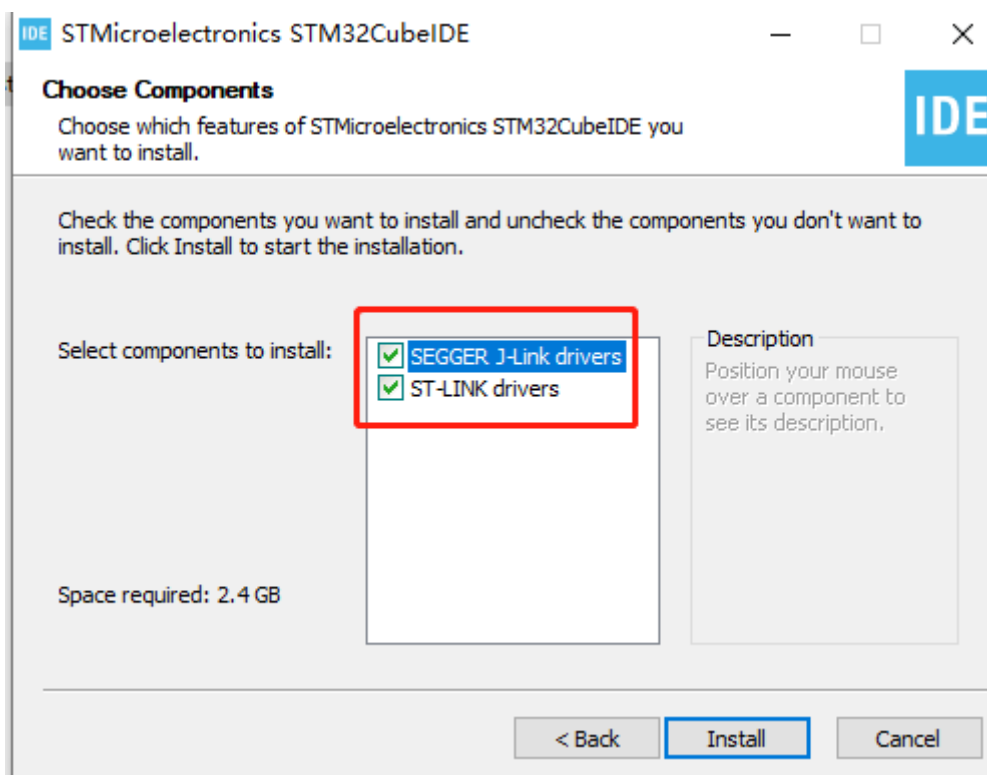 IDE STMicroelectronics STM32CubeIDE
Choose Components
Choose which features of STMicroelectronics STM32CubeIDE you
want to install.
IDE
Check the components you want to install and uncheck the components you don't want to
install. Click Install to start the installation.
Select components to install:
SEGGER J-Link drivers
ST-LINK drivers
Description
Position your mouse
over a component to
see its description.
Space required: 2.4 GB
< Back
Install
Cancel